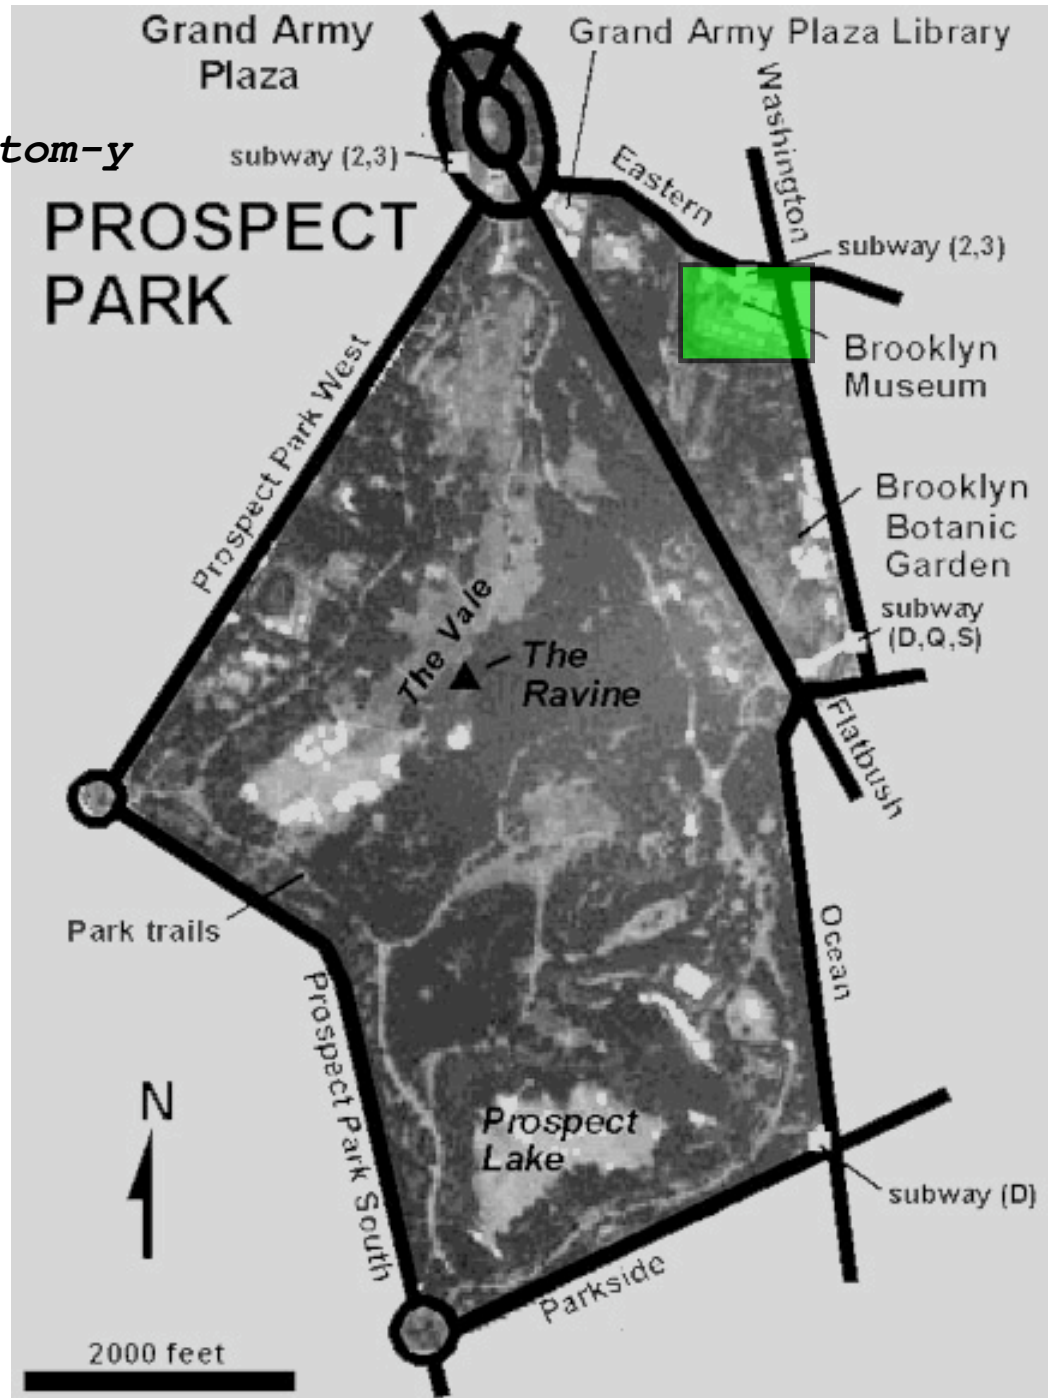 Grand Army
Plaza
Grand Army Plaza Library
tom-y
subway (2,3)
PROSPECT
PARK
Eastern
Washington
subway (2,3)
Brooklyn
Museum
Prospect Park West
Brooklyn
Botanic
Garden
subway
(D,Q,S)
The Vale
The
Ravine
Flatbush
Park trails
Ocean
Prospect Park South
N
Prospect
Lake
subway (D)
Parkside
2000 feet